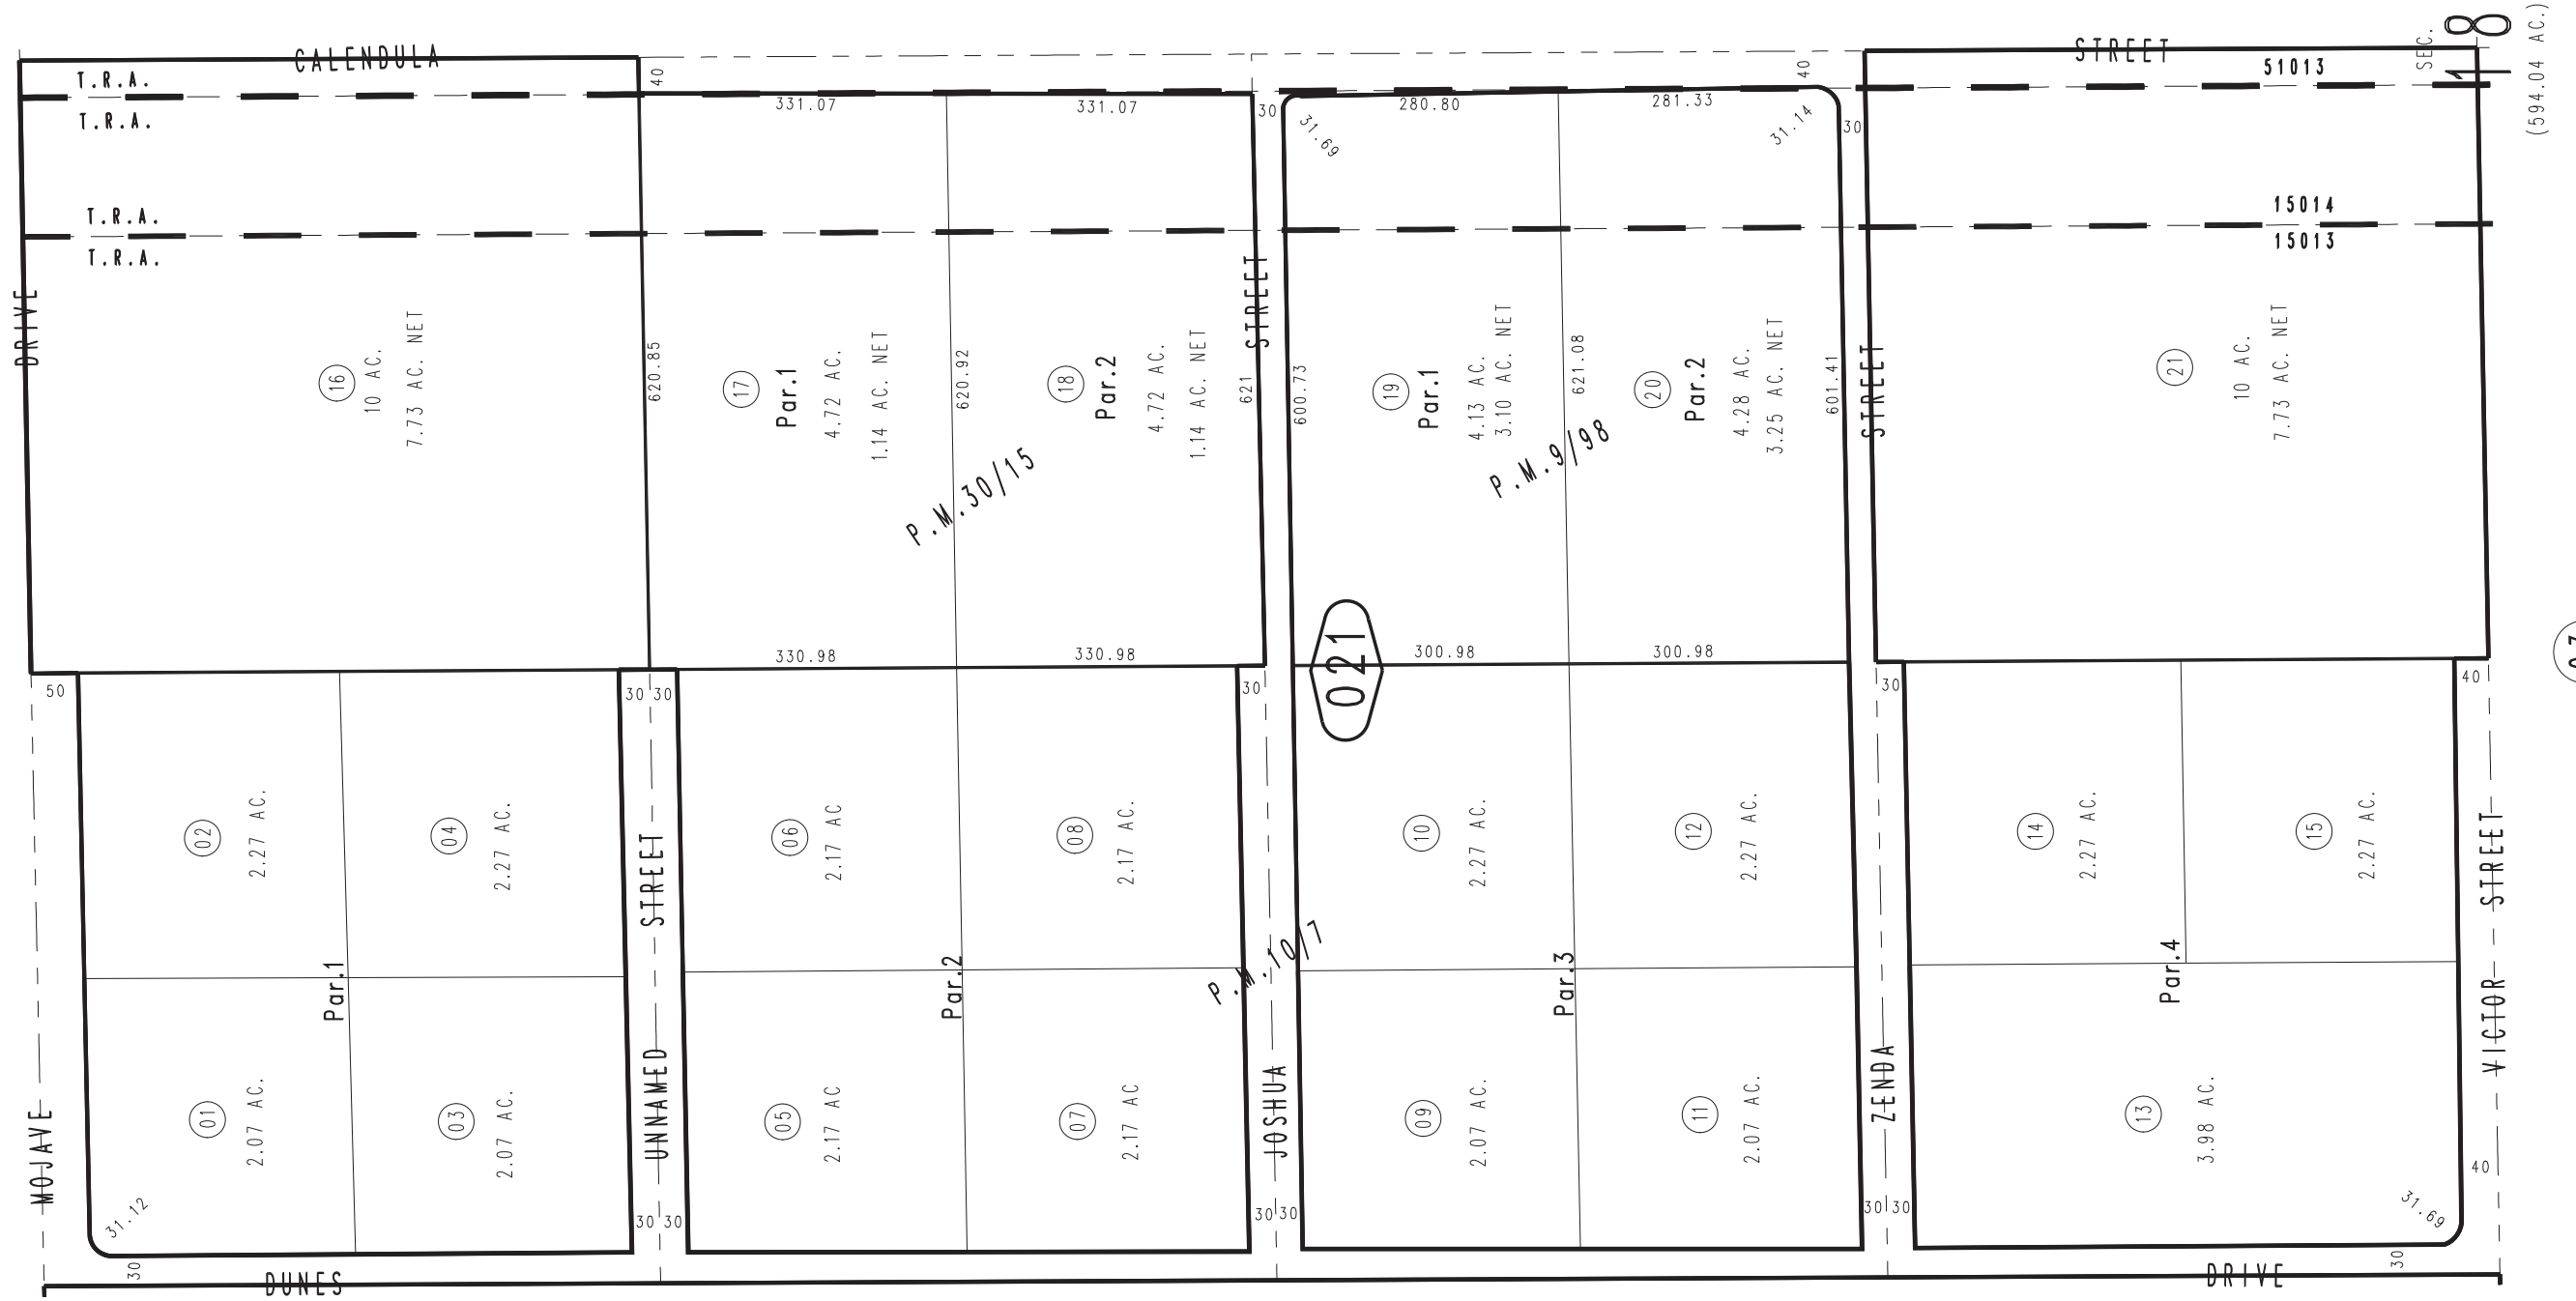 CALENDULA STREET
SEC. 18
(594.04 AC.)
T.R.A. 51013
T.R.A.
40
331.07
331.07
30
31.69
280.80
281.33
31.14
40
30
T.R.A. 15014
T.R.A. 15013
DRIVE
16
10 AC.
7.73 AC. NET
620.85
17
Par.1
4.72 AC.
1.14 AC. NET
620.92
18
Par.2
4.72 AC.
1.14 AC. NET
621
STREET
600.73
19
Par.1
4.13 AC.
3.10 AC. NET
621.08
20
Par.2
4.28 AC.
3.25 AC. NET
601.41
STREET
21
10 AC.
7.73 AC. NET
P.M.30/15
P.M.9/98
330.98
330.98
021
300.98
300.98
50
30 30
30
30
40
02
2.27 AC.
04
2.27 AC.
STREET
06
2.17 AC
08
2.17 AC.
10
2.27 AC.
12
2.27 AC.
14
2.27 AC.
15
2.27 AC.
STREET
Par.1
Par.2
P.M.10/7
Par.3
Par.4
MOJAVE
01
2.07 AC.
03
2.07 AC.
UNNAMED
05
2.17 AC
07
2.17 AC
JOSHUA
09
2.07 AC.
11
2.07 AC.
ZENDA
13
3.98 AC.
VICTOR
40
31.12
30 30
30 30
30 30
31.69
30
30
DUNES DRIVE